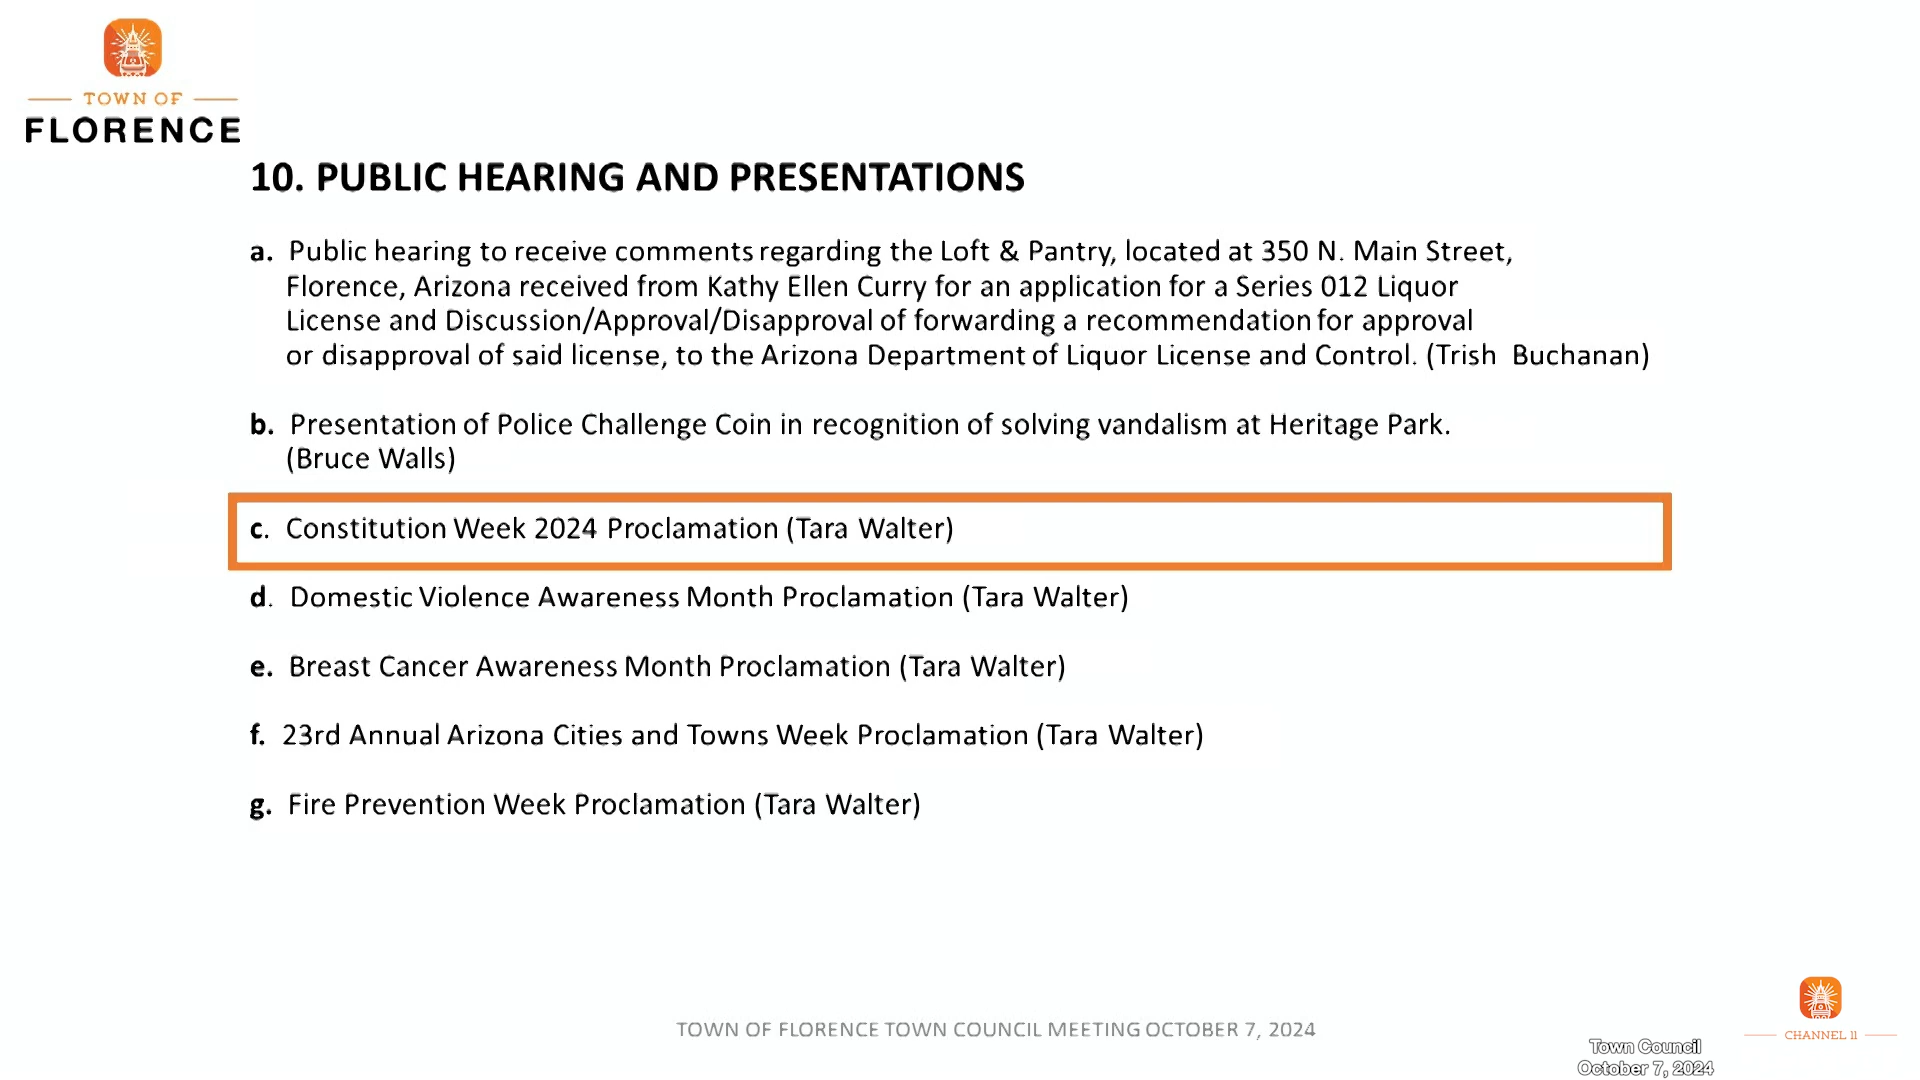 TOWN OF
FLORENCE
10. PUBLIC HEARING AND PRESENTATIONS
a. Public hearing to receive comments regarding the Loft & Pantry, located at 350 N. Main Street,
Florence, Arizona received from Kathy Ellen Curry for an application for a Series 012 Liquor
License and Discussion/Approval/Disapproval of forwarding a recommendation for approval
or disapproval of said license, to the Arizona Department of Liquor License and Control. (Trish Buchanan)
b. Presentation of Police Challenge Coin in recognition of solving vandalism at Heritage Park.
(Bruce Walls)
c. Constitution Week 2024 Proclamation (Tara Walter)
d. Domestic Violence Awareness Month Proclamation (Tara Walter)
e. Breast Cancer Awareness Month Proclamation (Tara Walter)
f. 23rd Annual Arizona Cities and Towns Week Proclamation (Tara Walter)
g. Fire Prevention Week Proclamation (Tara Walter)
TOWN OF FLORENCE TOWN COUNCIL MEETING OCTOBER 7, 2024
CHANNEL 11
Town Council
October 7, 2024